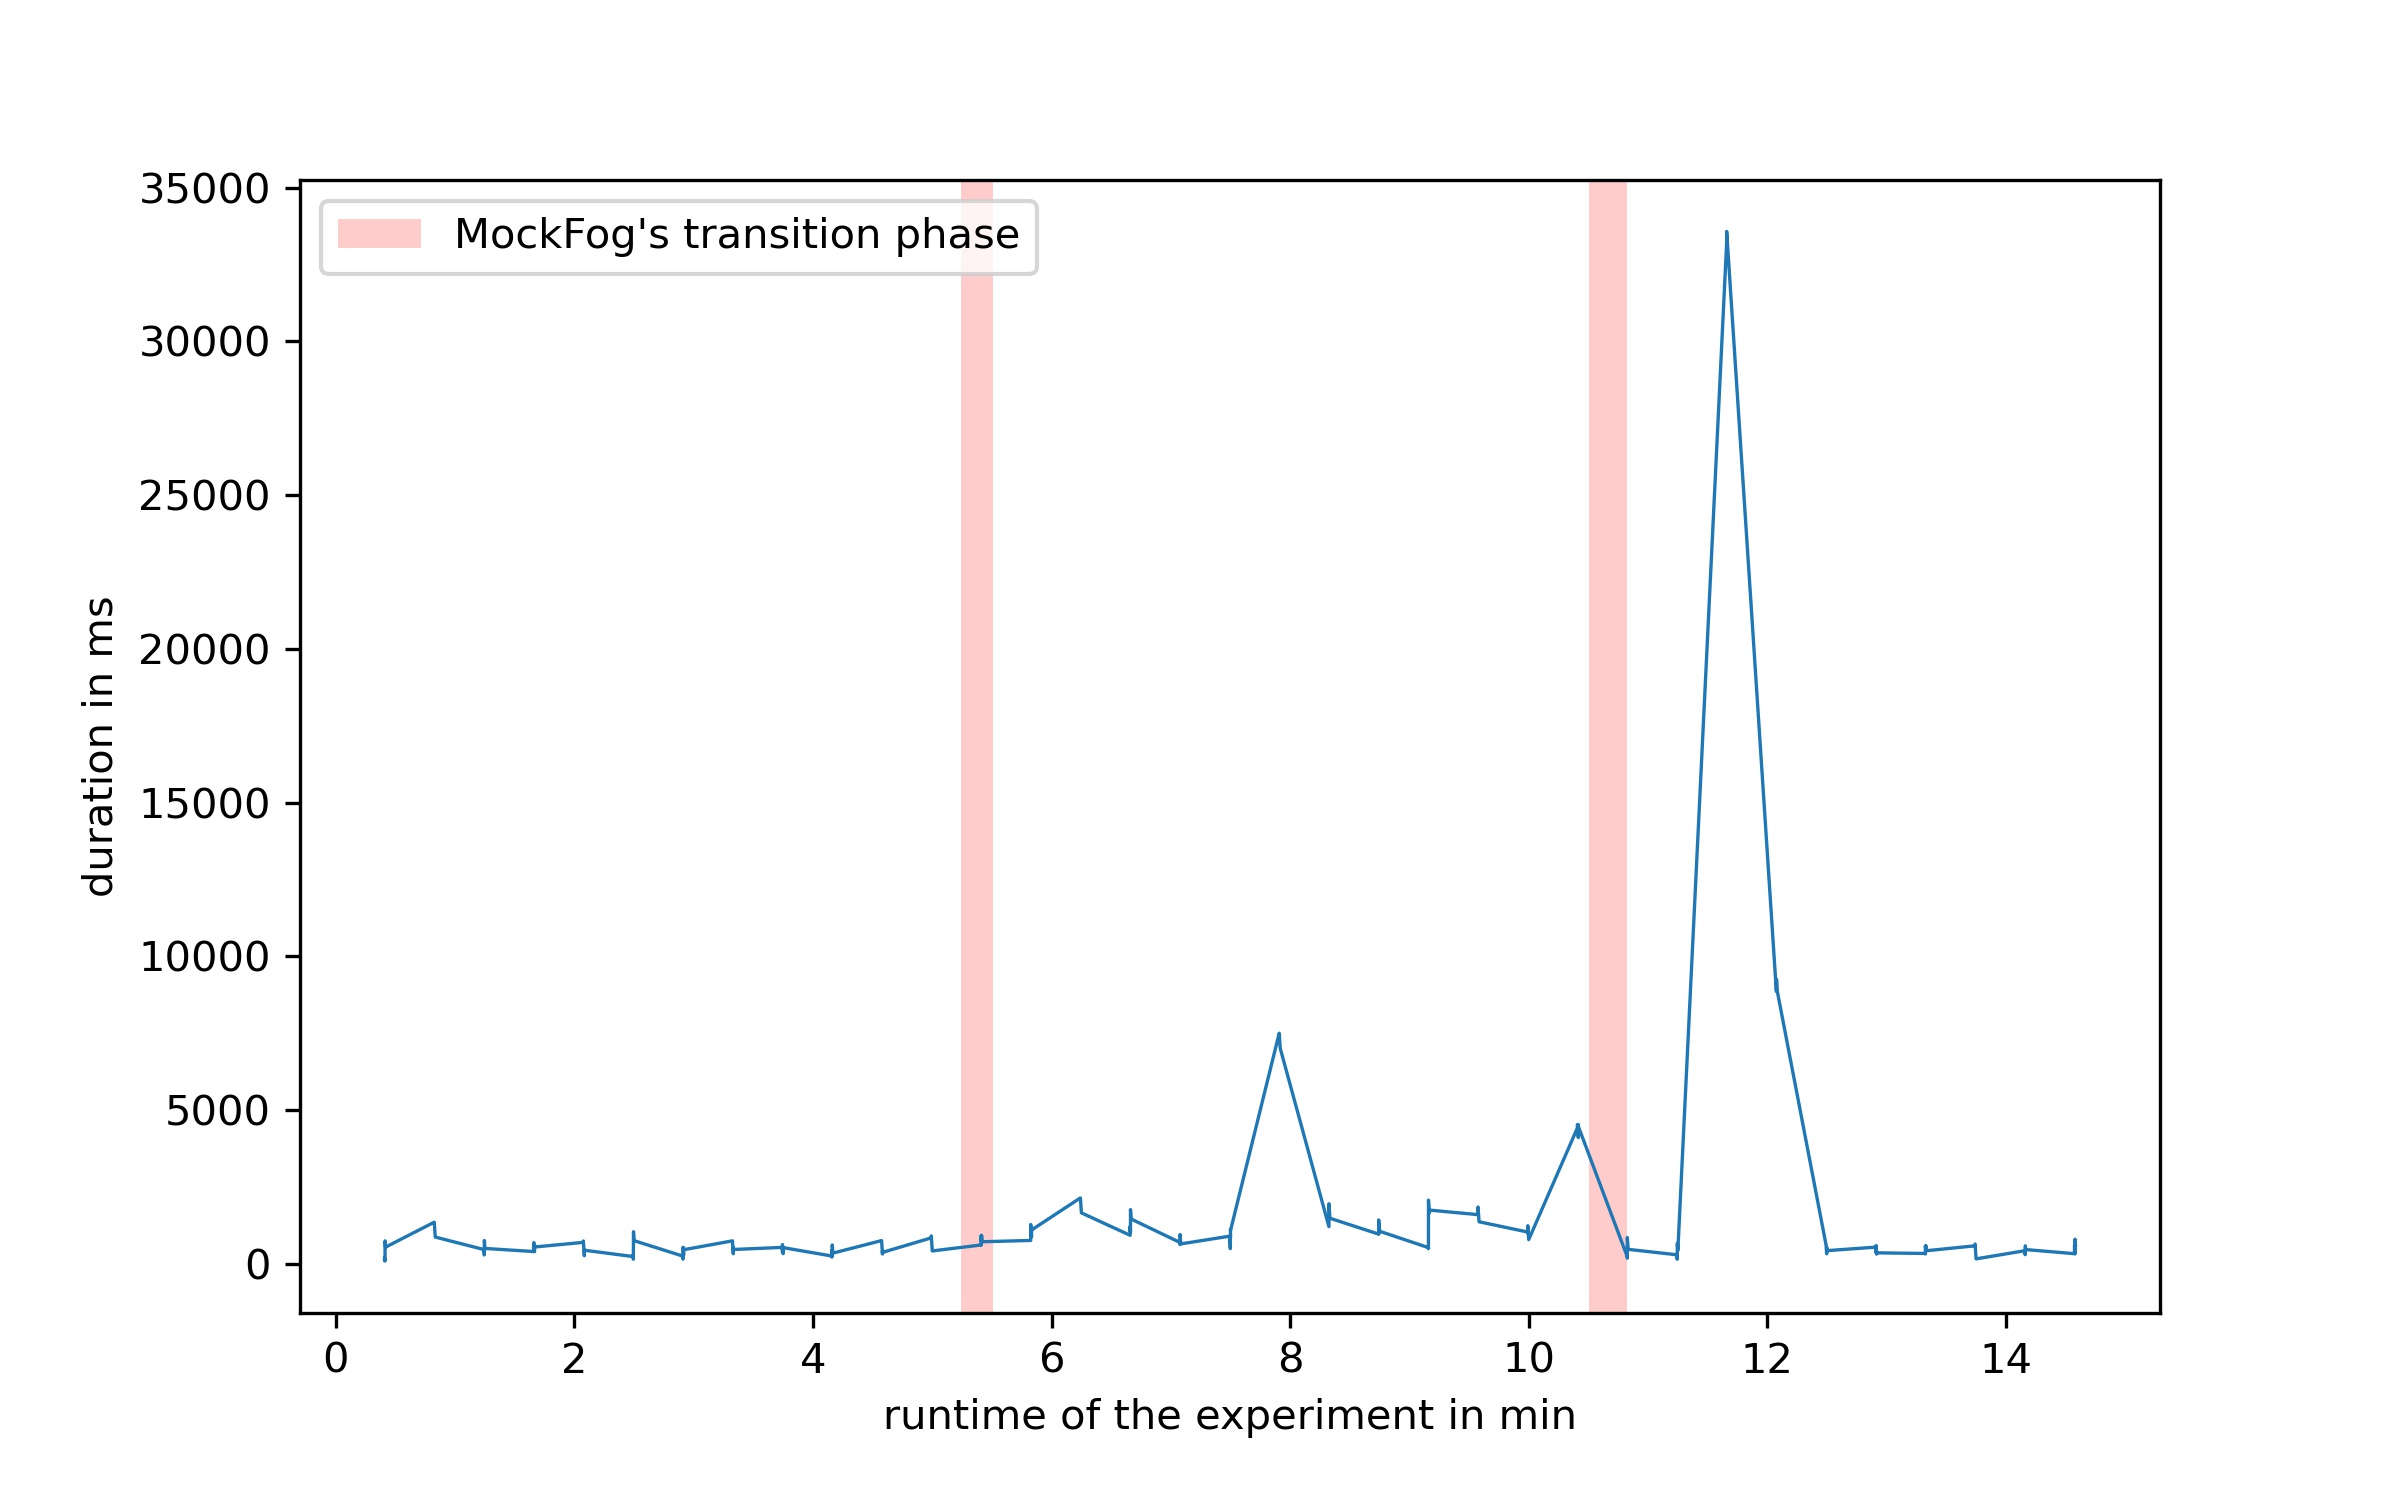 35000
MockFog's transition phase
30000
25000
20000
15000
10000
5000
0
duration in ms
0 2 4 6 8 10 12 14
runtime of the experiment in min